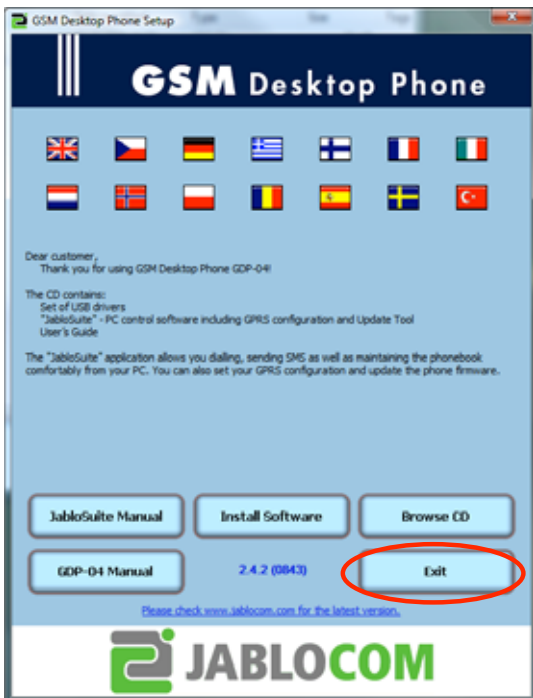 GSM Desktop Phone Setup
GSM Desktop Phone
Dear customer,
Thank you for using GSM Desktop Phone GDP-04!
The CD contains:
Set of USB drivers
"JabloSuite" - PC control software including GPRS configuration and Update Tool
User's Guide
The "JabloSuite" application allows you dialling, sending SMS as well as maintaining the phonebook
comfortably from your PC. You can also set your GPRS configuration and update the phone firmware.
JabloSuite Manual Install Software Browse CD
GDP-04 Manual 2.4.2 (0843) Exit
Please check www.jablocom.com for the latest version.
JABLOCOM